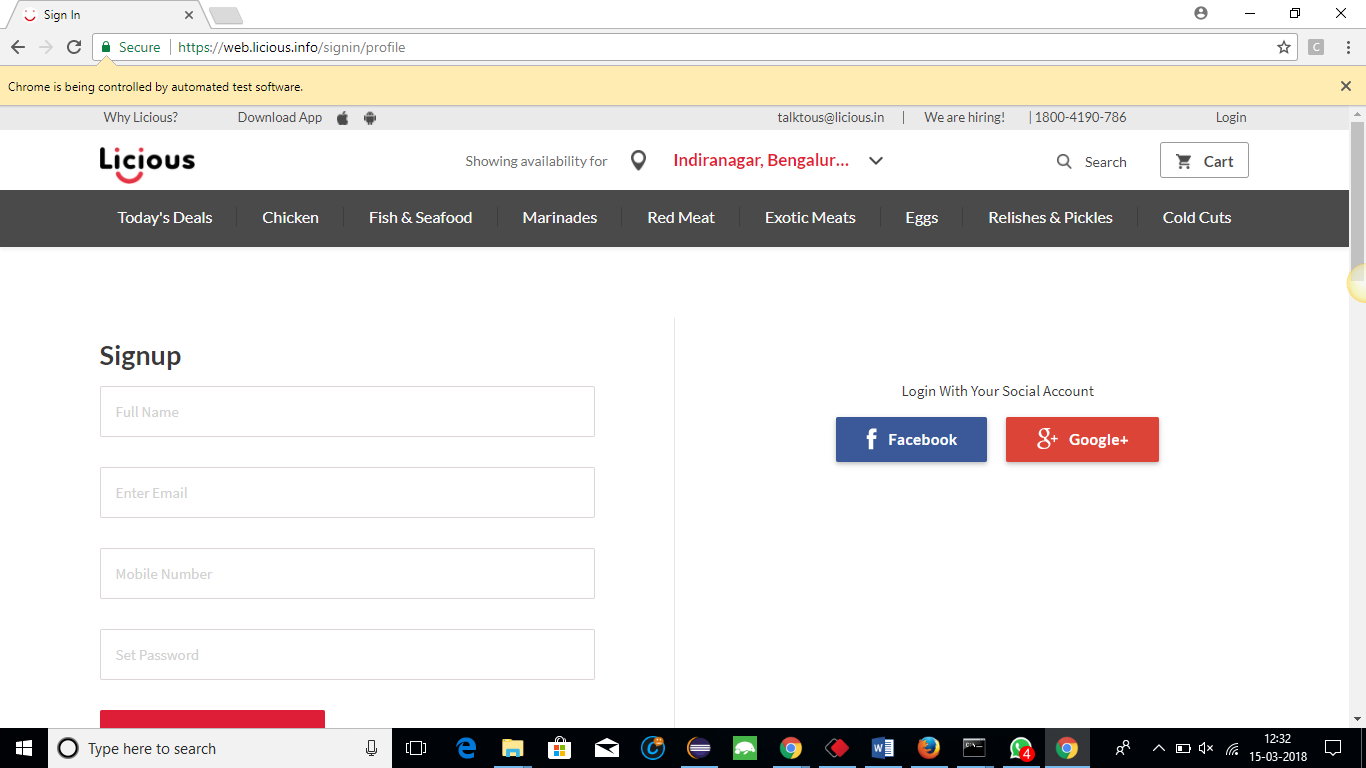 Sign In
Secure https://web.licious.info/signin/profile C
Chrome is being controlled by automated test software.
Why Licious? Download App talktous@licious.in | We are hiring! | 1800-4190-786 Login
Licious Showing availability for Indiranagar, Bengalur... Search Cart
Today's Deals Chicken Fish & Seafood Marinades Red Meat Exotic Meats Eggs Relishes & Pickles Cold Cuts
Signup
Full Name
Enter Email
Mobile Number
Set Password
Login With Your Social Account
f Facebook g+ Google+
Type here to search
4
12:32
15-03-2018